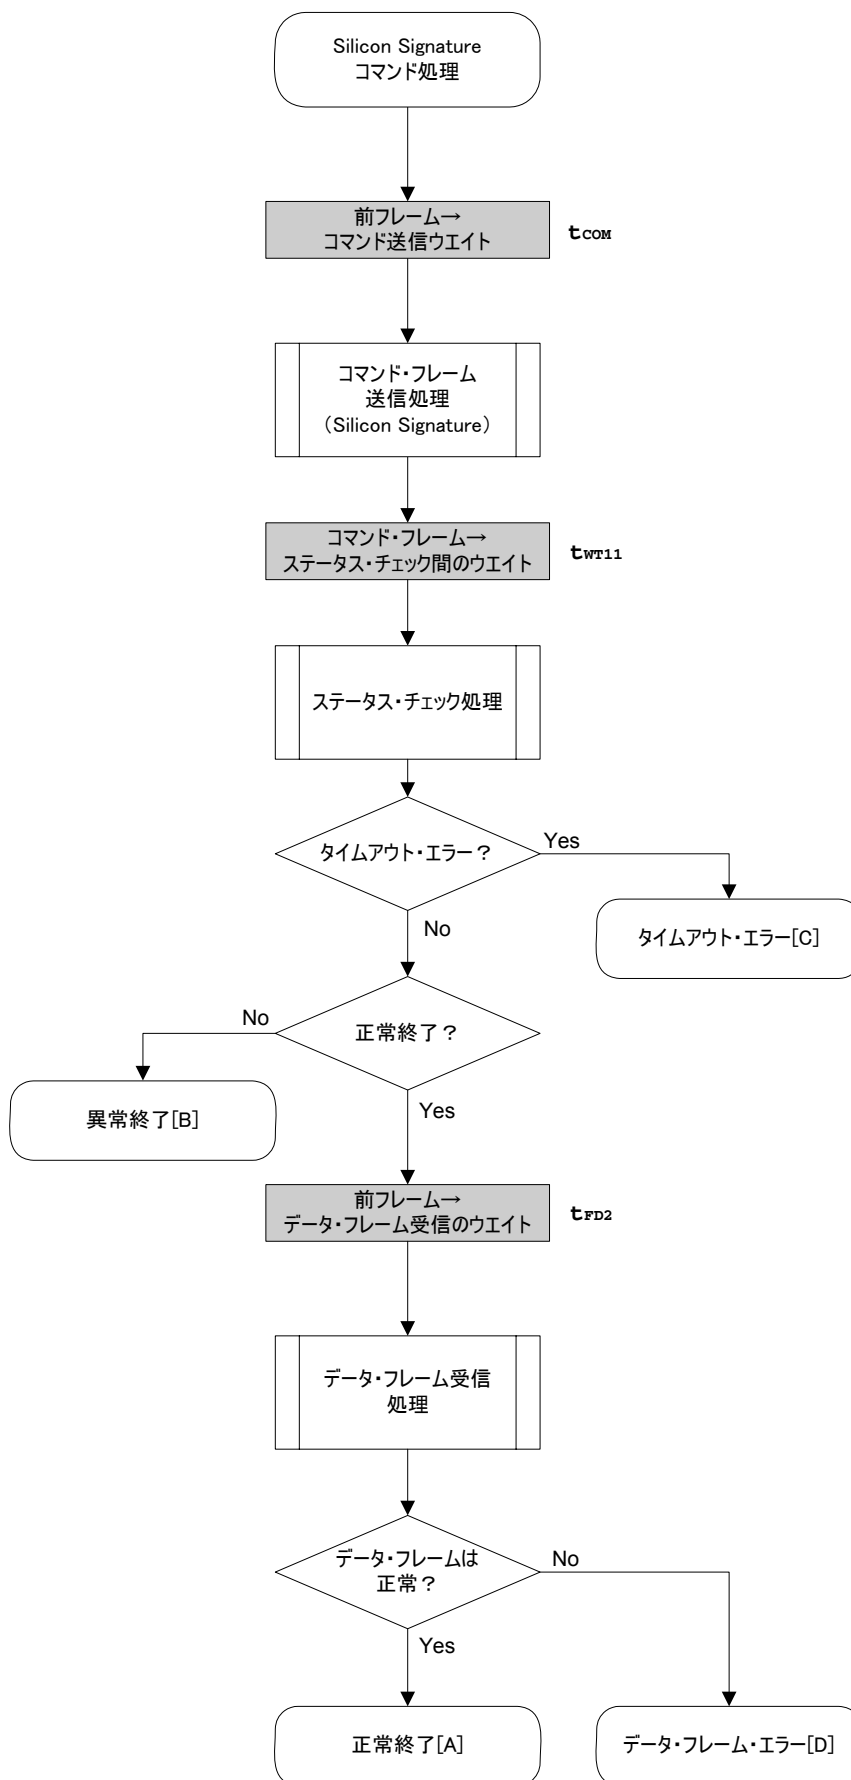 Silicon Signature
コマンド処理
前フレーム→
コマンド送信ウエイト
tCOM
コマンド・フレーム
送信処理
（Silicon Signature）
コマンド・フレーム→
ステータス・チェック間のウエイト
tWT11
ステータス・チェック処理
タイムアウト・エラー？
Yes
タイムアウト・エラー[C]
No
正常終了？
No
異常終了[B]
Yes
前フレーム→
データ・フレーム受信のウエイト
tFD2
データ・フレーム受信
処理
データ・フレームは
正常？
No
Yes
正常終了[A]
データ・フレーム・エラー[D]